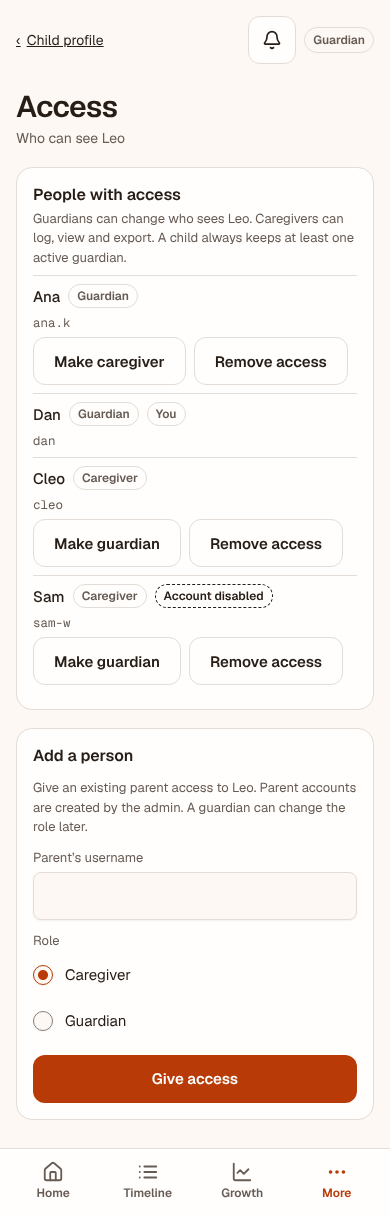 ‹ Child profile
Guardian
Access
Who can see Leo
People with access
Guardians can change who sees Leo. Caregivers can
log, view and export. A child always keeps at least one
active guardian.
Ana Guardian
ana.k
Make caregiver Remove access
Dan Guardian You
dan
Cleo Caregiver
cleo
Make guardian Remove access
Sam Caregiver Account disabled
sam-w
Make guardian Remove access
Add a person
Give an existing parent access to Leo. Parent accounts
are created by the admin. A guardian can change the
role later.
Parent's username
Role
Caregiver
Guardian
Give access
Home Timeline Growth More